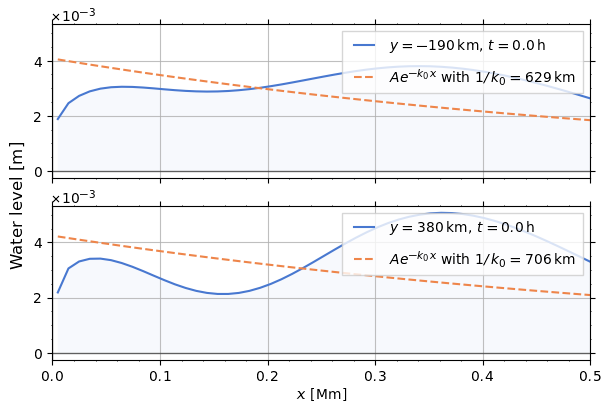 ×10⁻³
4
2
0
y = −190 km, t = 0.0 h
Ae^{−k₀x} with 1/k₀ = 629 km
Water level [m]
×10⁻³
4
2
0
y = 380 km, t = 0.0 h
Ae^{−k₀x} with 1/k₀ = 706 km
0.0 0.1 0.2 0.3 0.4 0.5
x [Mm]